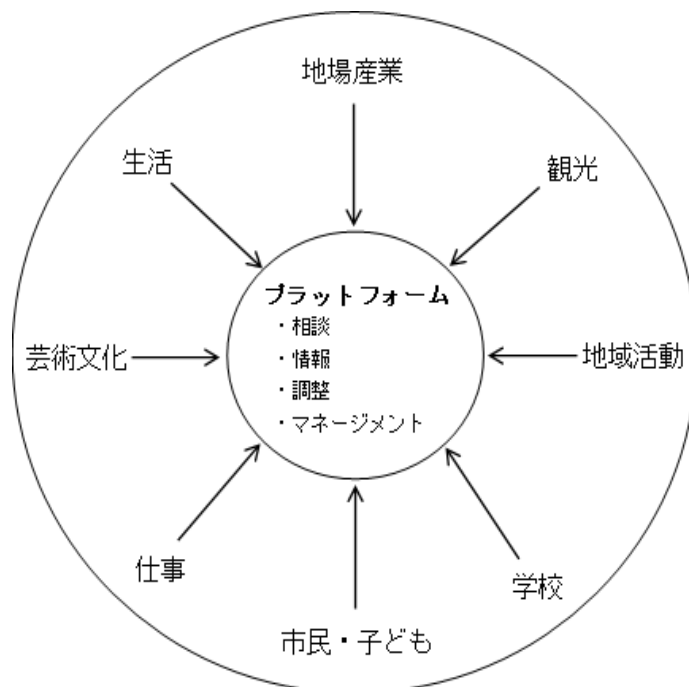 地場産業
生活
観光
プラットフォーム
・相談
・情報
・調整
・マネージメント
芸術文化
地域活動
仕事
学校
市民・子ども